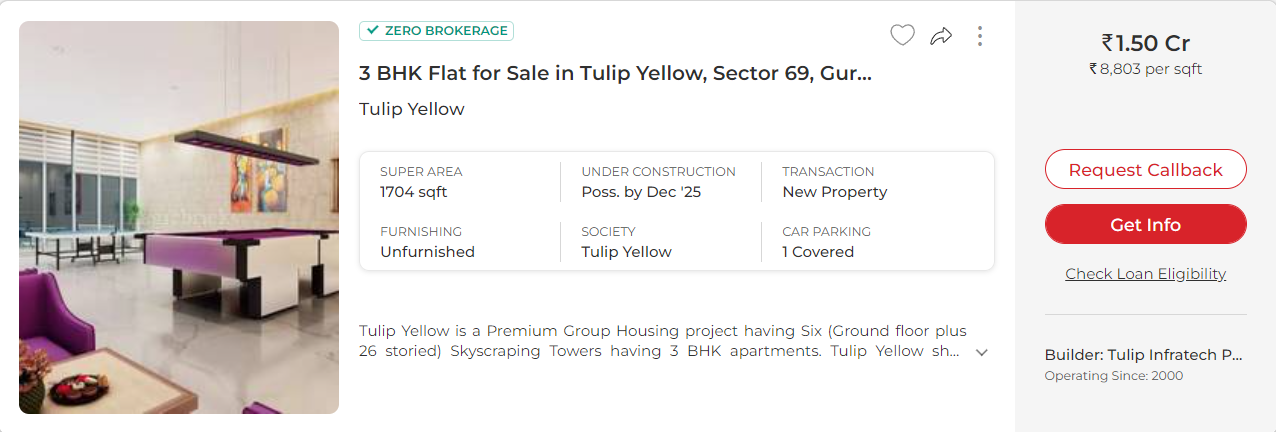 ZERO BROKERAGE
3 BHK Flat for Sale in Tulip Yellow, Sector 69, Gur...
Tulip Yellow
SUPER AREA
1704 sqft
UNDER CONSTRUCTION
Poss. by Dec '25
TRANSACTION
New Property
FURNISHING
Unfurnished
SOCIETY
Tulip Yellow
CAR PARKING
1 Covered
Tulip Yellow is a Premium Group Housing project having Six (Ground floor plus
26 storied) Skyscraping Towers having 3 BHK apartments. Tulip Yellow sh...
₹1.50 Cr
₹8,803 per sqft
Request Callback
Get Info
Check Loan Eligibility
Builder: Tulip Infratech P...
Operating Since: 2000